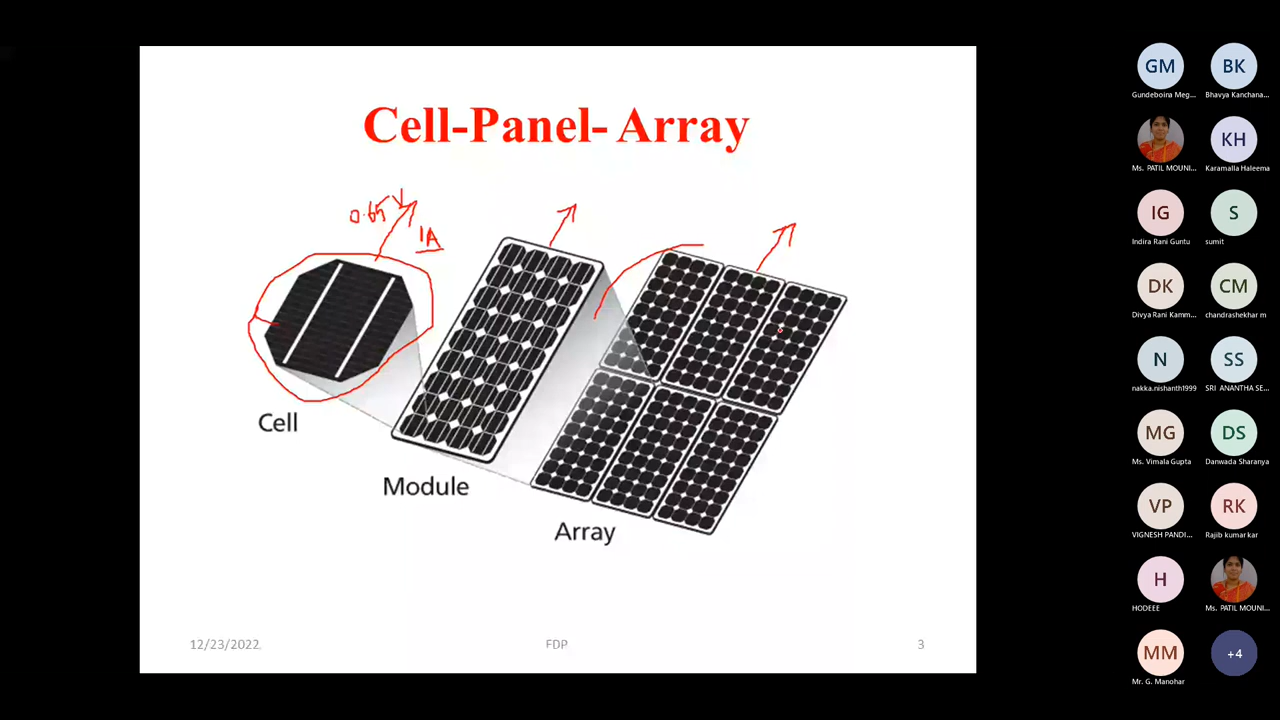 Cell-Panel- Array
0.65 V
1A
Cell
Module
Array
12/23/2022
FDP
3
GM
Gundeboina Meg...
BK
Bhavya Kanchana...
Ms. PATIL MOUNI...
KH
Karamalla Haleema
IG
Indira Rani Guntu
S
sumit
DK
Divya Rani Kamm...
CM
chandrashekhar m
N
nakka.nishanth1999
SS
SRI ANANTHA SE...
MG
Ms. Vimala Gupta
DS
Danwada Sharanya
VP
VIGNESH PANDI...
RK
Rajib kumar kar
H
HODEEE
Ms. PATIL MOUNI...
MM
Mr. G. Manohar
+4